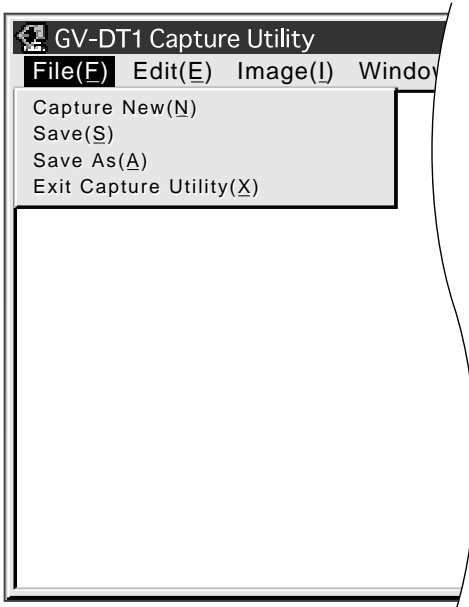 GV-DT1 Capture Utility
File(F) Edit(E) Image(I)
Capture New(N)
Save(S)
Save As(A)
Exit Capture Utility(X)